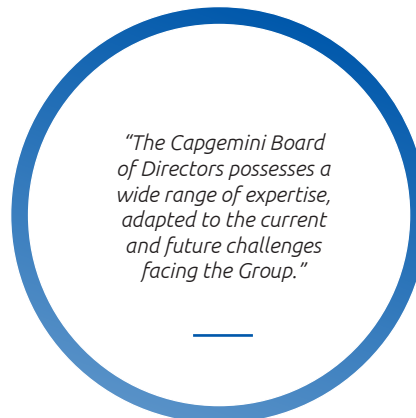 “The Capgemini Board
of Directors possesses a
wide range of expertise,
adapted to the current
and future challenges
facing the Group.”